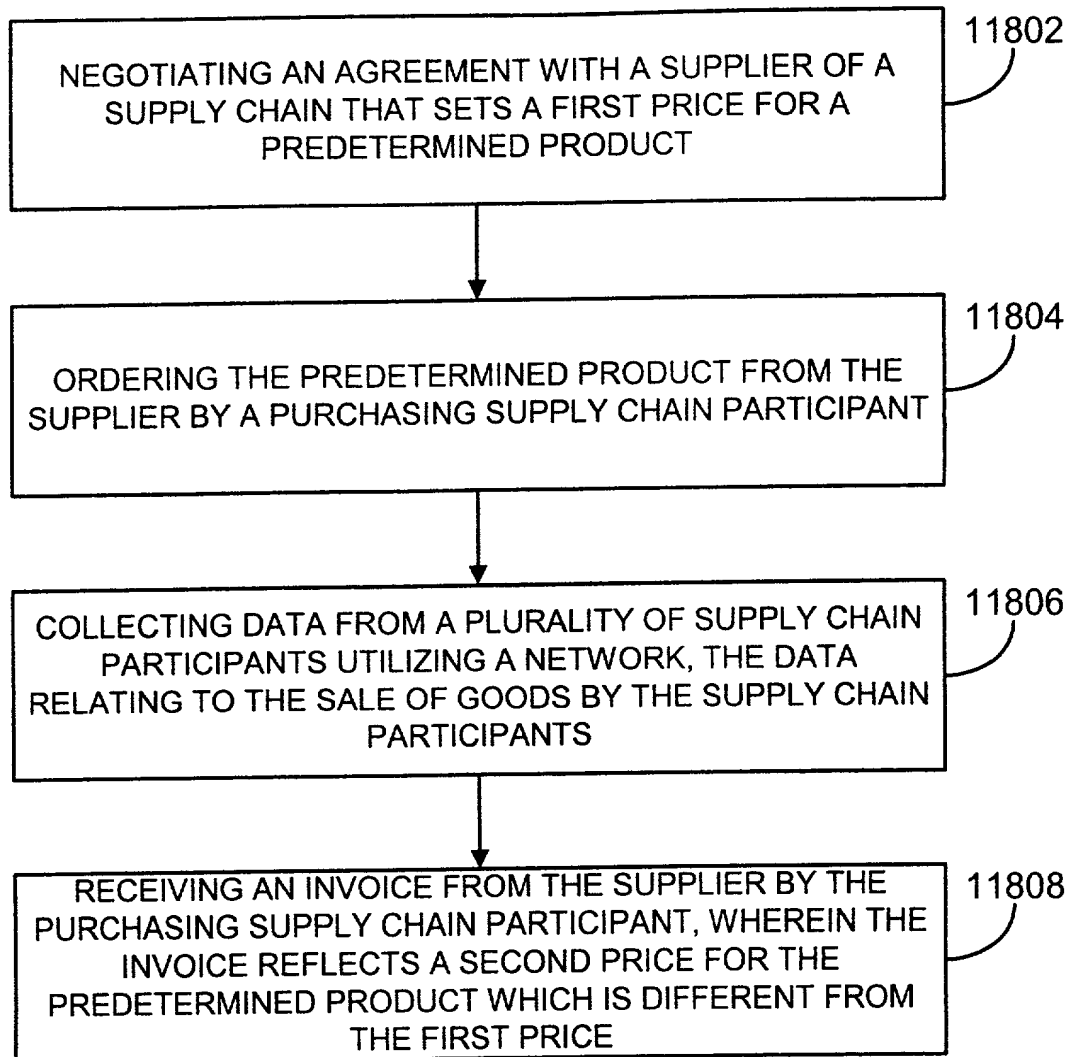 11802
NEGOTIATING AN AGREEMENT WITH A SUPPLIER OF A
SUPPLY CHAIN THAT SETS A FIRST PRICE FOR A
PREDETERMINED PRODUCT
11804
ORDERING THE PREDETERMINED PRODUCT FROM THE
SUPPLIER BY A PURCHASING SUPPLY CHAIN PARTICIPANT
11806
COLLECTING DATA FROM A PLURALITY OF SUPPLY CHAIN
PARTICIPANTS UTILIZING A NETWORK, THE DATA
RELATING TO THE SALE OF GOODS BY THE SUPPLY CHAIN
PARTICIPANTS
11808
RECEIVING AN INVOICE FROM THE SUPPLIER BY THE
PURCHASING SUPPLY CHAIN PARTICIPANT, WHEREIN THE
INVOICE REFLECTS A SECOND PRICE FOR THE
PREDETERMINED PRODUCT WHICH IS DIFFERENT FROM
THE FIRST PRICE